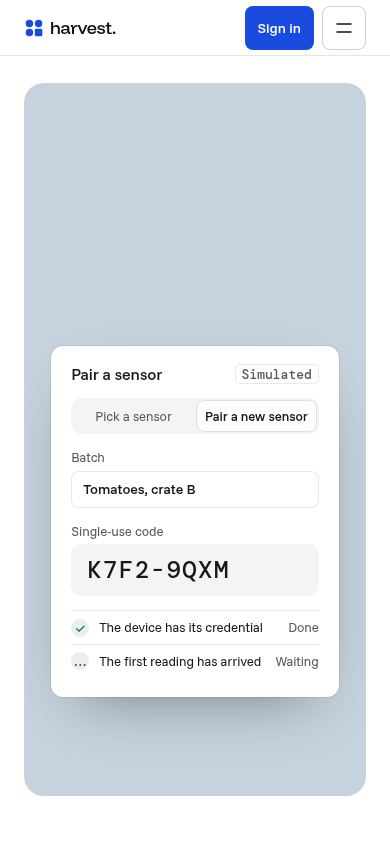 harvest.
Sign in
Pair a sensor
Simulated
Pick a sensor
Pair a new sensor
Batch
Tomatoes, crate B
Single-use code
K7F2-9QXM
The device has its credential
Done
The first reading has arrived
Waiting